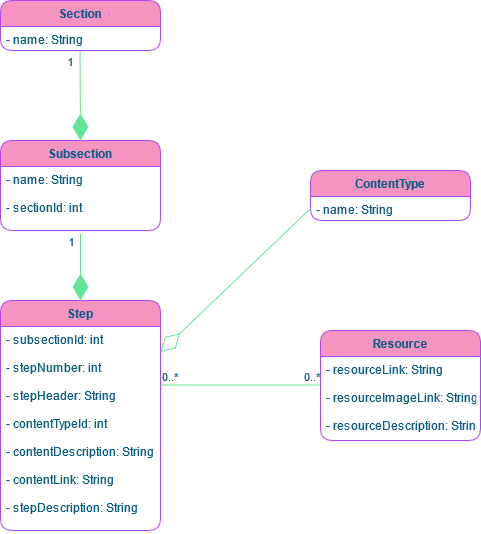 Section
- name: String
1
Subsection
- name: String
- sectionId: int
1
ContentType
- name: String
Step
- subsectionId: int
- stepNumber: int
- stepHeader: String
- contentTypeId: int
- contentDescription: String
- contentLink: String
- stepDescription: String
0..*
0..*
Resource
- resourceLink: String
- resourceImageLink: String
- resourceDescription: Strin